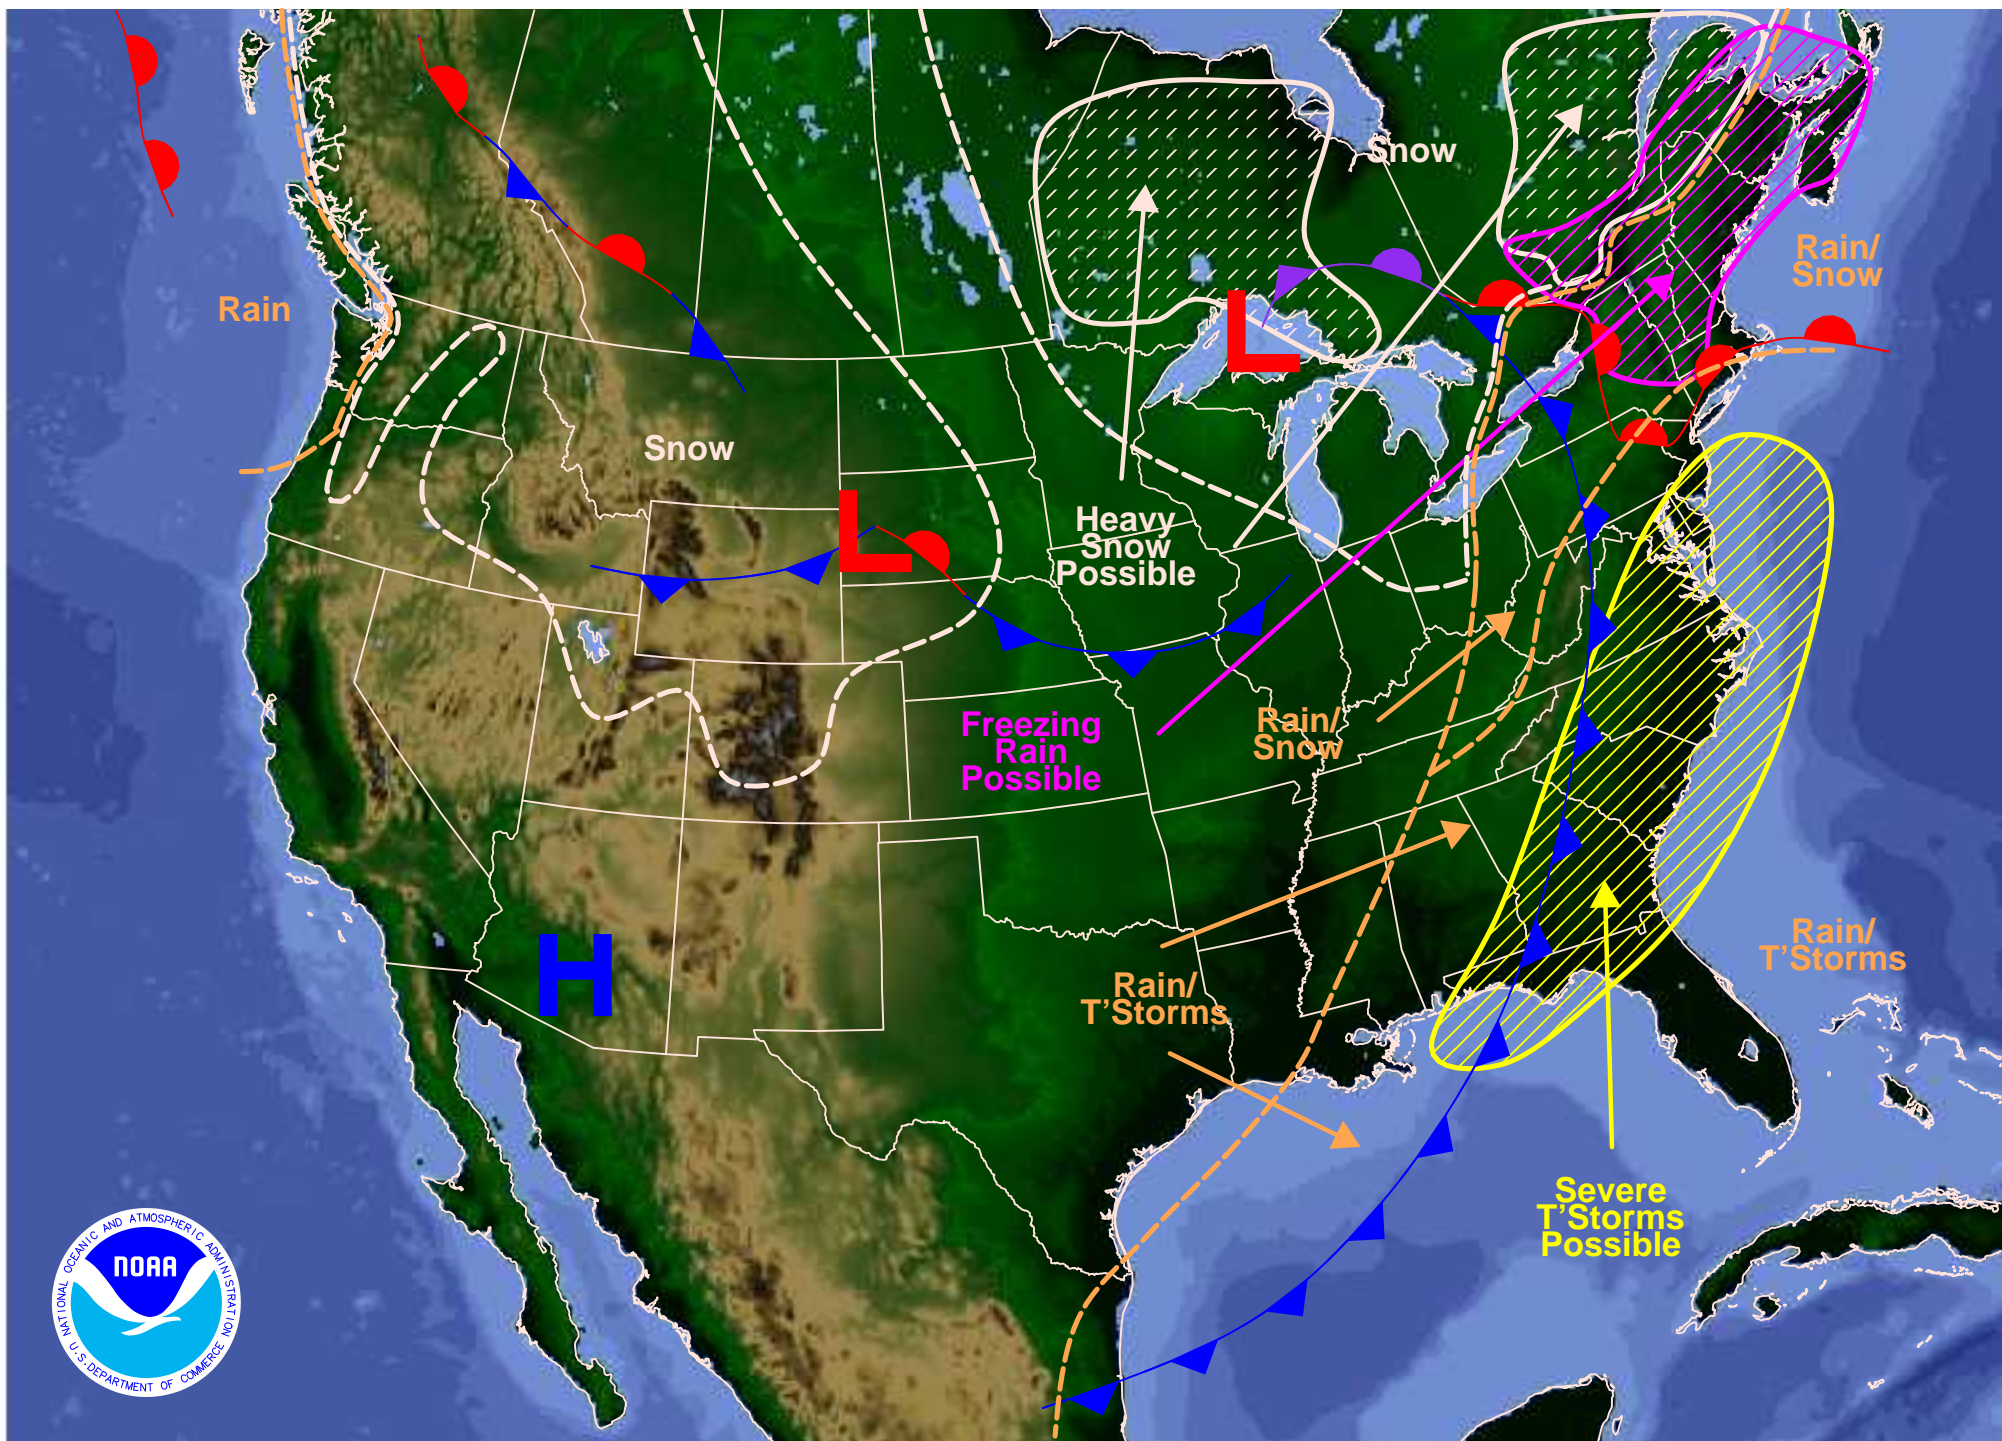 Snow
Rain/
Snow
Rain
Snow
L
Heavy
Snow
Possible
L
Freezing
Rain
Possible
Rain/
Snow
H
Rain/
T'Storms
Rain/
T'Storms
Severe
T'Storms
Possible
NATIONAL OCEANIC AND ATMOSPHERIC ADMINISTRATION
NOAA
U.S. DEPARTMENT OF COMMERCE